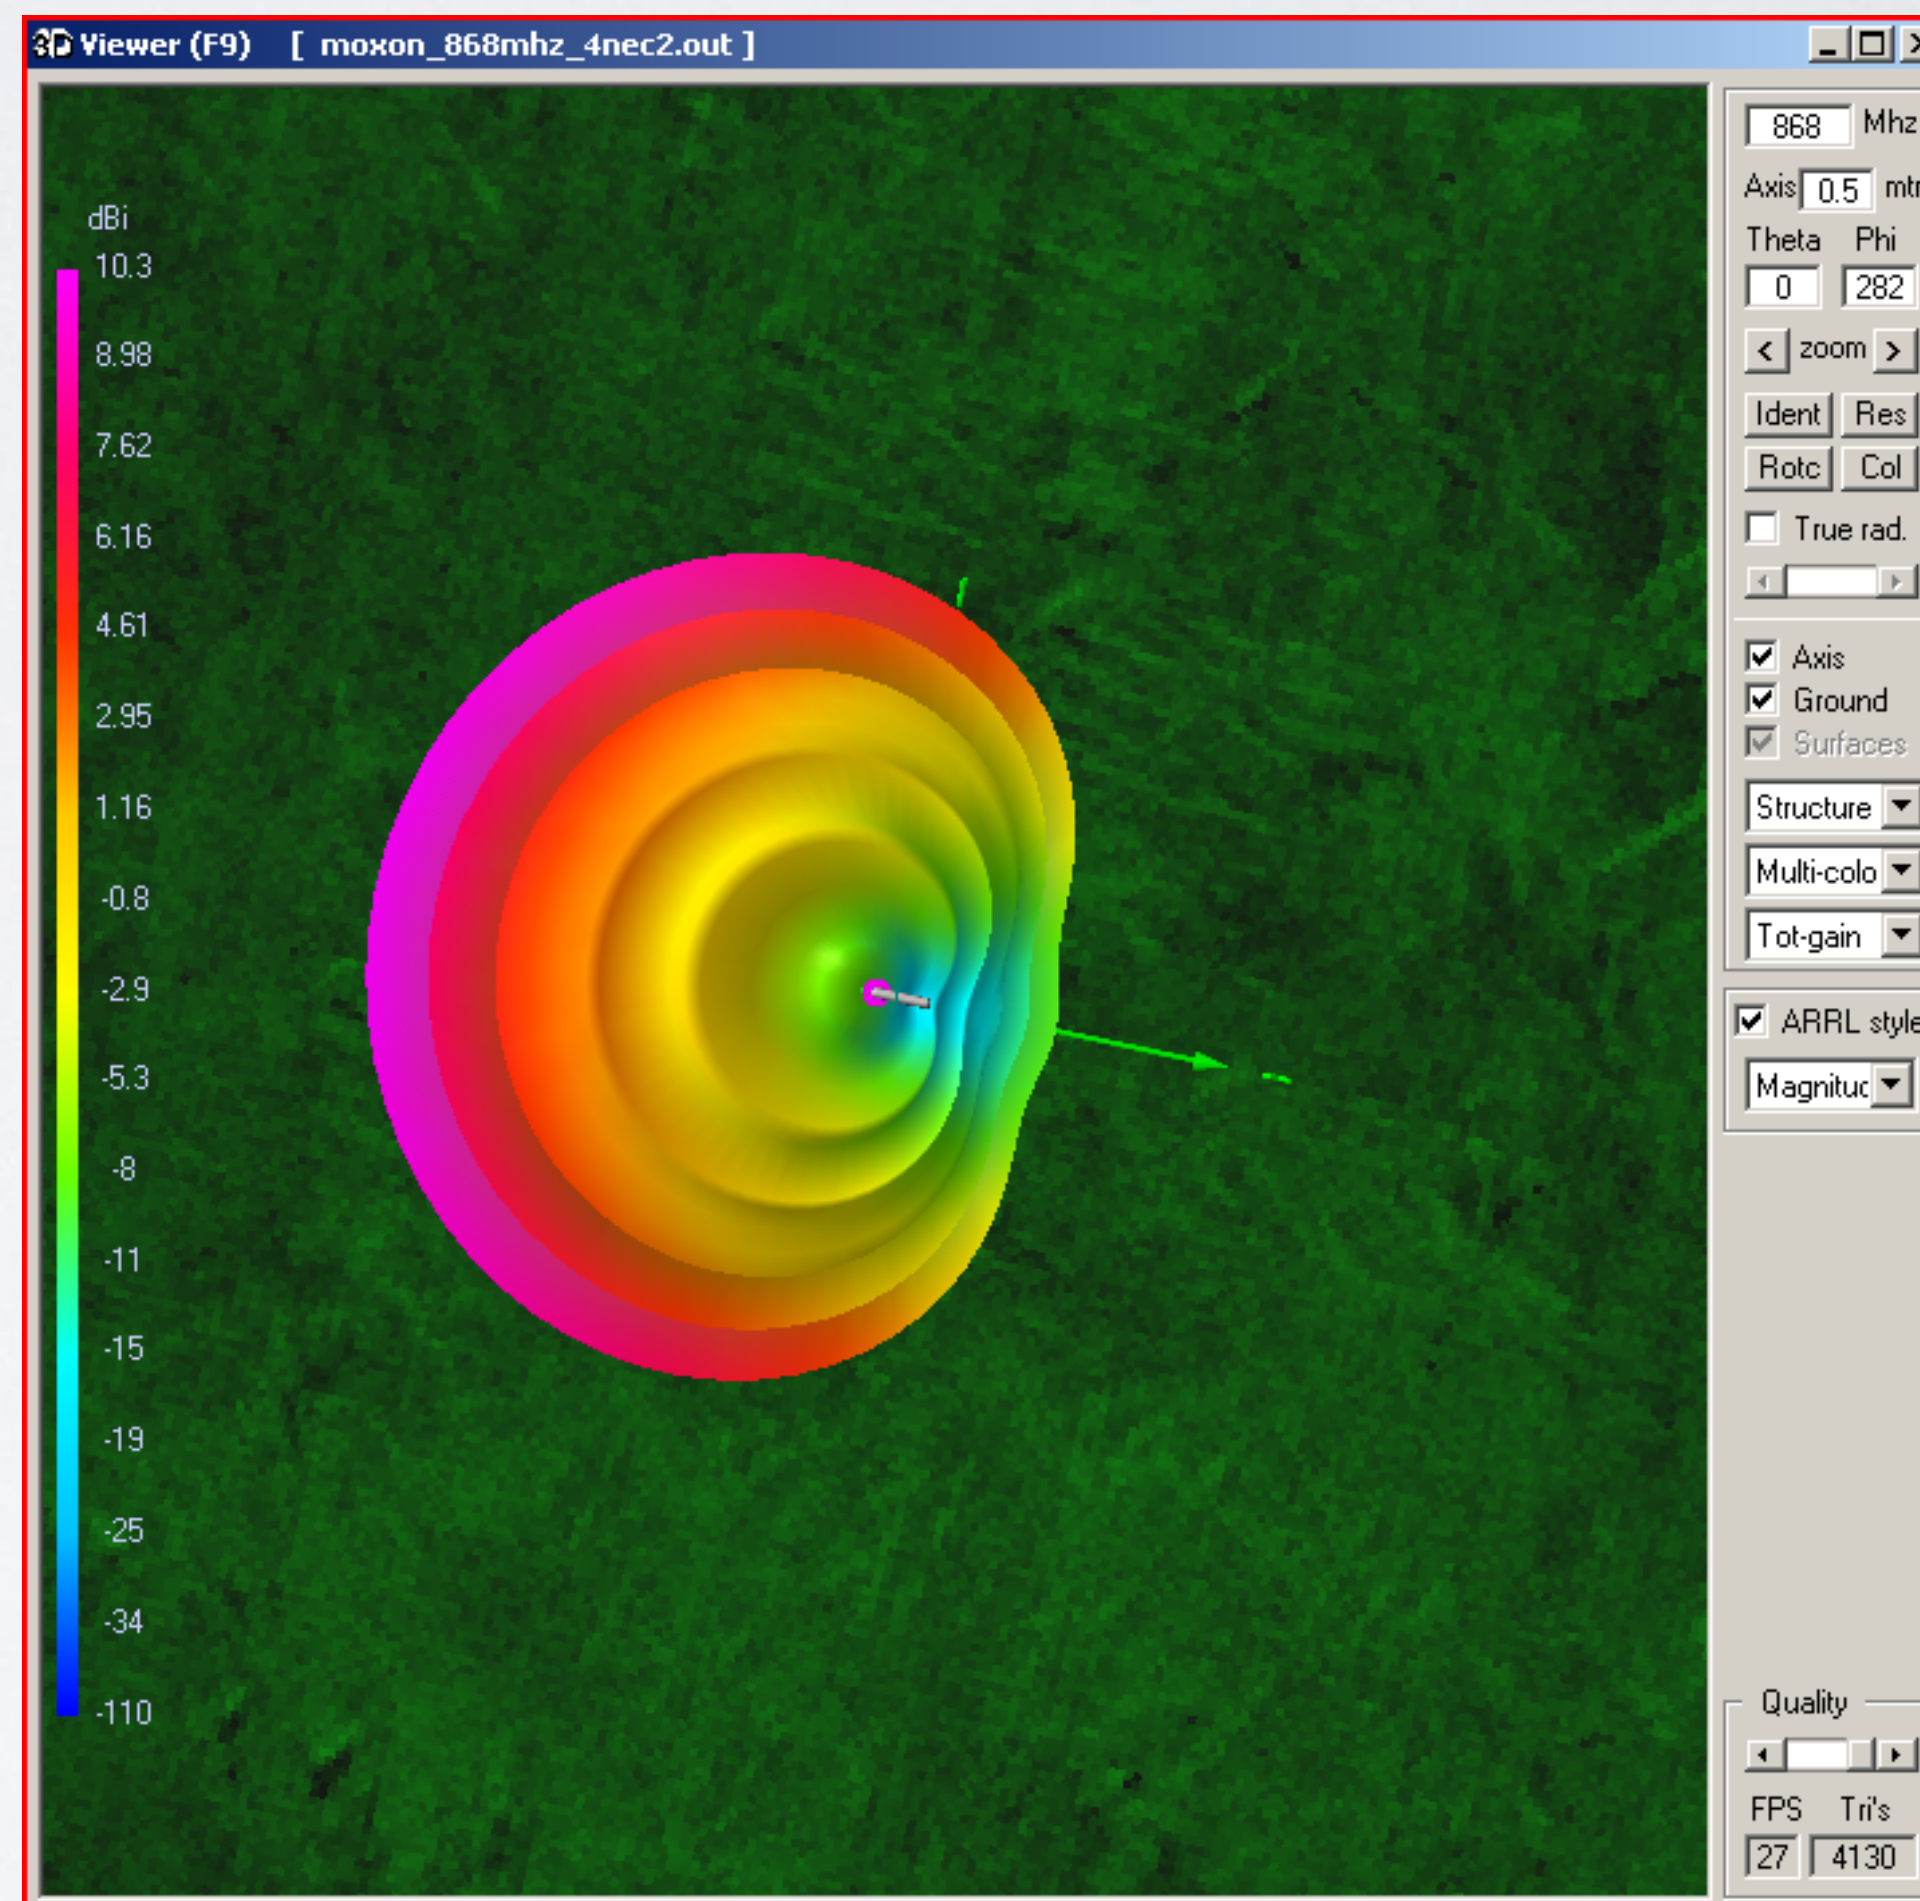 3D Viewer (F9) [ moxon_868mhz_4nec2.out ]
dBi
10.3
8.98
7.62
6.16
4.61
2.95
1.16
-0.8
-2.9
-5.3
-8
-11
-15
-19
-25
-34
-110
868 Mhz
Axis 0.5 mtr
Theta Phi
0 282
< zoom >
Ident Res
Rotc Col
True rad.
Axis
Ground
Surfaces
Structure
Multi-colo
Tot-gain
ARRL style
Magnituc
Quality
FPS Tri's
27 4130